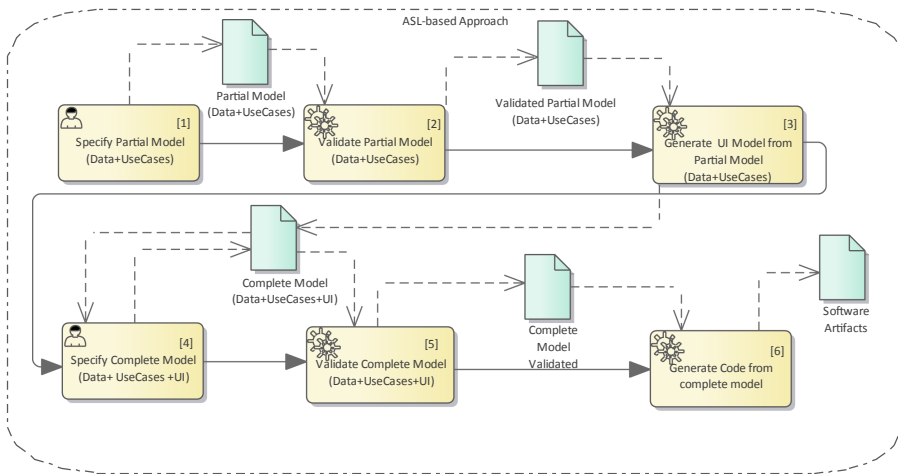 ASL-based Approach
Partial Model
(Data+UseCases)
Validated Partial Model
(Data+UseCases)
[1]
Specify Partial Model
(Data+UseCases)
[2]
Validate Partial Model
(Data+UseCases)
[3]
Generate UI Model from
Partial Model
(Data+UseCases)
Complete Model
(Data+UseCases+UI)
Complete
Model
Validated
Software
Artifacts
[4]
Specify Complete Model
(Data+ UseCases +UI)
[5]
Validate Complete Model
(Data+UseCases+UI)
[6]
Generate Code from
complete model